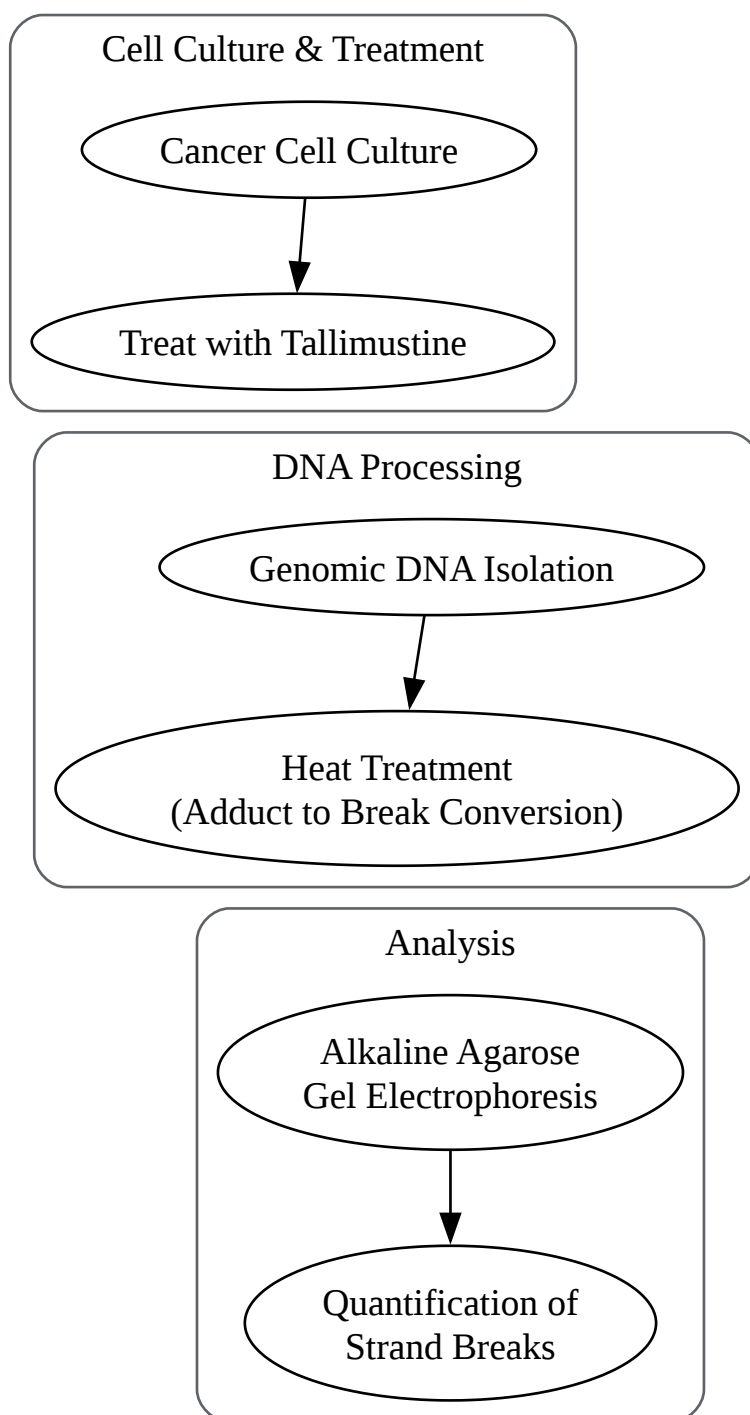 Cell Culture & Treatment
Cancer Cell Culture
Treat with Tallimustine
DNA Processing
Genomic DNA Isolation
Heat Treatment
(Adduct to Break Conversion)
Analysis
Alkaline Agarose
Gel Electrophoresis
Quantification of
Strand Breaks